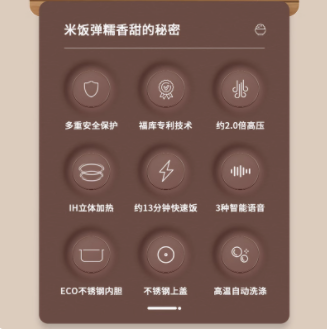 米饭弹糯香甜的秘密
多重安全保护 福库专利技术 约2.0倍高压
IH立体加热 约13分钟快速饭 3种智能语音
ECO不锈钢内胆 不锈钢上盖 高温自动洗涤